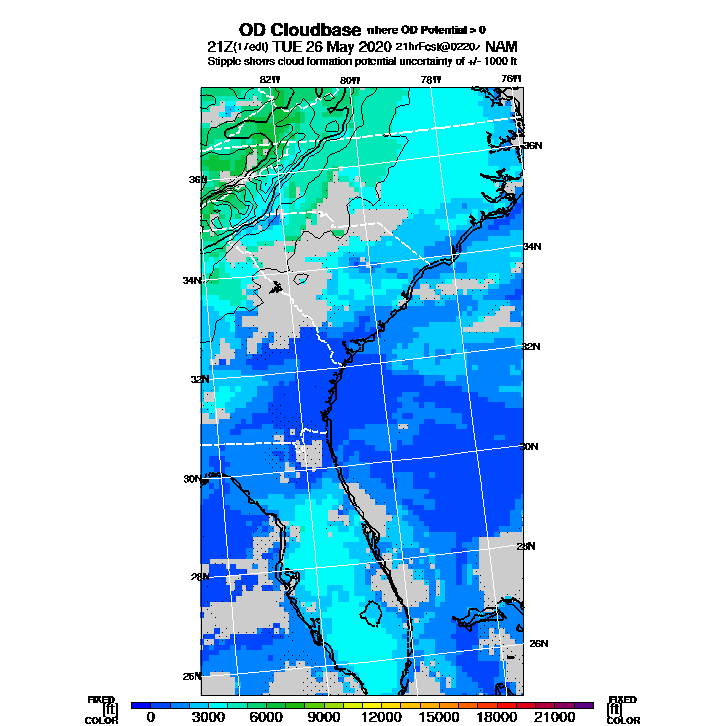 OD Cloudbase where OD Potential > 0
21Z(17edt) TUE 26 May 2020 21hrFcst@0220z NAM
Stipple shows cloud formation potential uncertainty of +/- 1000 ft
82W 80W 78W 76W
36N 36N
34N 34N
32N 32N
30N 30N
28N 28N
26N 26N
FIXED FIXED
[ft] [ft]
COLOR COLOR
0 3000 6000 9000 12000 15000 18000 21000